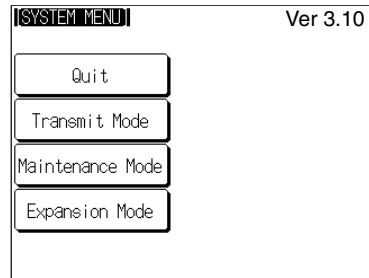 SYSTEM MENU
Ver 3.10
Quit
Transmit Mode
Maintenance Mode
Expansion Mode